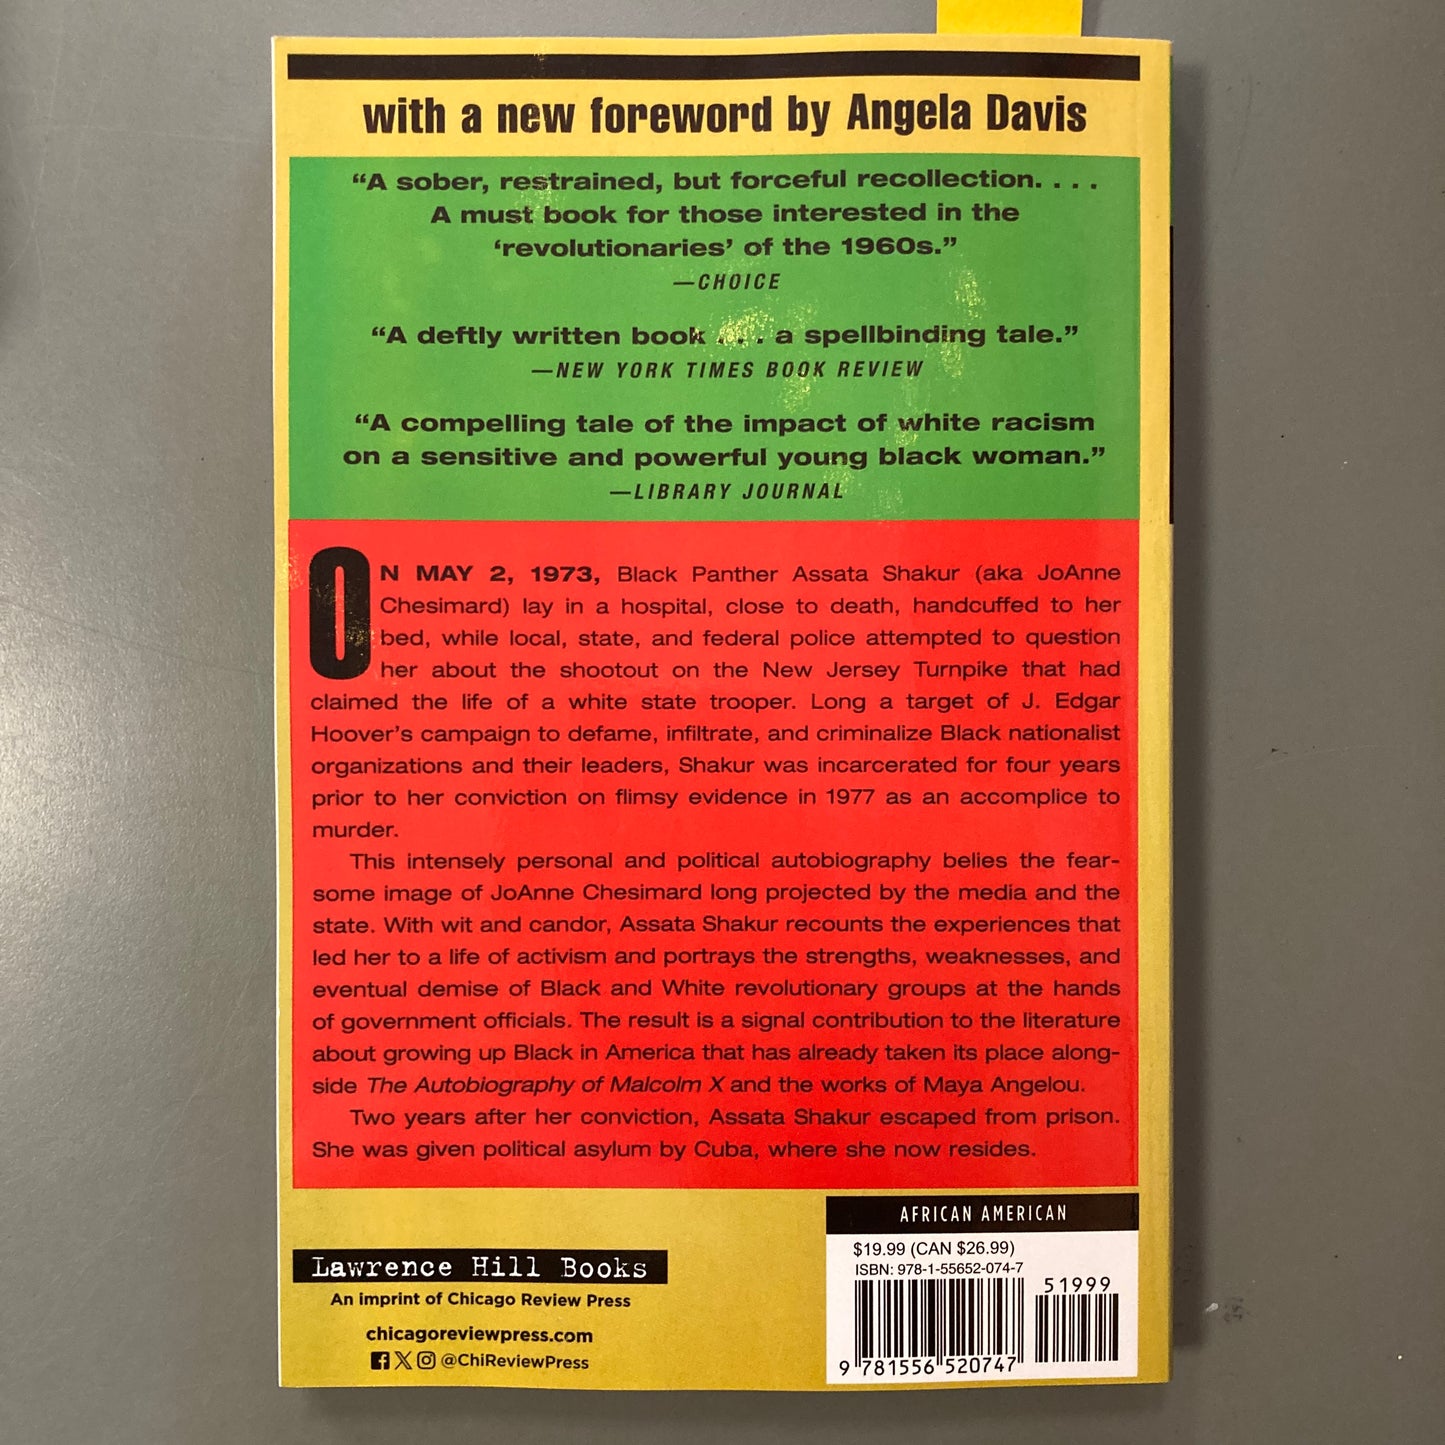 with a new foreword by Angela Davis
“A sober, restrained, but forceful recollection. . . .
A must book for those interested in the
‘revolutionaries’ of the 1960s.”
—CHOICE
“A deftly written book . . . a spellbinding tale.”
—NEW YORK TIMES BOOK REVIEW
“A compelling tale of the impact of white racism
on a sensitive and powerful young black woman.”
—LIBRARY JOURNAL
ON MAY 2, 1973, Black Panther Assata Shakur (aka JoAnne
Chesimard) lay in a hospital, close to death, handcuffed to her
bed, while local, state, and federal police attempted to question
her about the shootout on the New Jersey Turnpike that had
claimed the life of a white state trooper. Long a target of J. Edgar
Hoover’s campaign to defame, infiltrate, and criminalize Black nationalist
organizations and their leaders, Shakur was incarcerated for four years
prior to her conviction on flimsy evidence in 1977 as an accomplice to
murder.
This intensely personal and political autobiography belies the fear-
some image of JoAnne Chesimard long projected by the media and the
state. With wit and candor, Assata Shakur recounts the experiences that
led her to a life of activism and portrays the strengths, weaknesses, and
eventual demise of Black and White revolutionary groups at the hands
of government officials. The result is a signal contribution to the literature
about growing up Black in America that has already taken its place along-
side The Autobiography of Malcolm X and the works of Maya Angelou.
Two years after her conviction, Assata Shakur escaped from prison.
She was given political asylum by Cuba, where she now resides.
AFRICAN AMERICAN
$19.99 (CAN $26.99)
ISBN: 978-1-55652-074-7
51999
9 781556 520747
Lawrence Hill Books
An imprint of Chicago Review Press
chicagoreviewpress.com
@ChiReviewPress